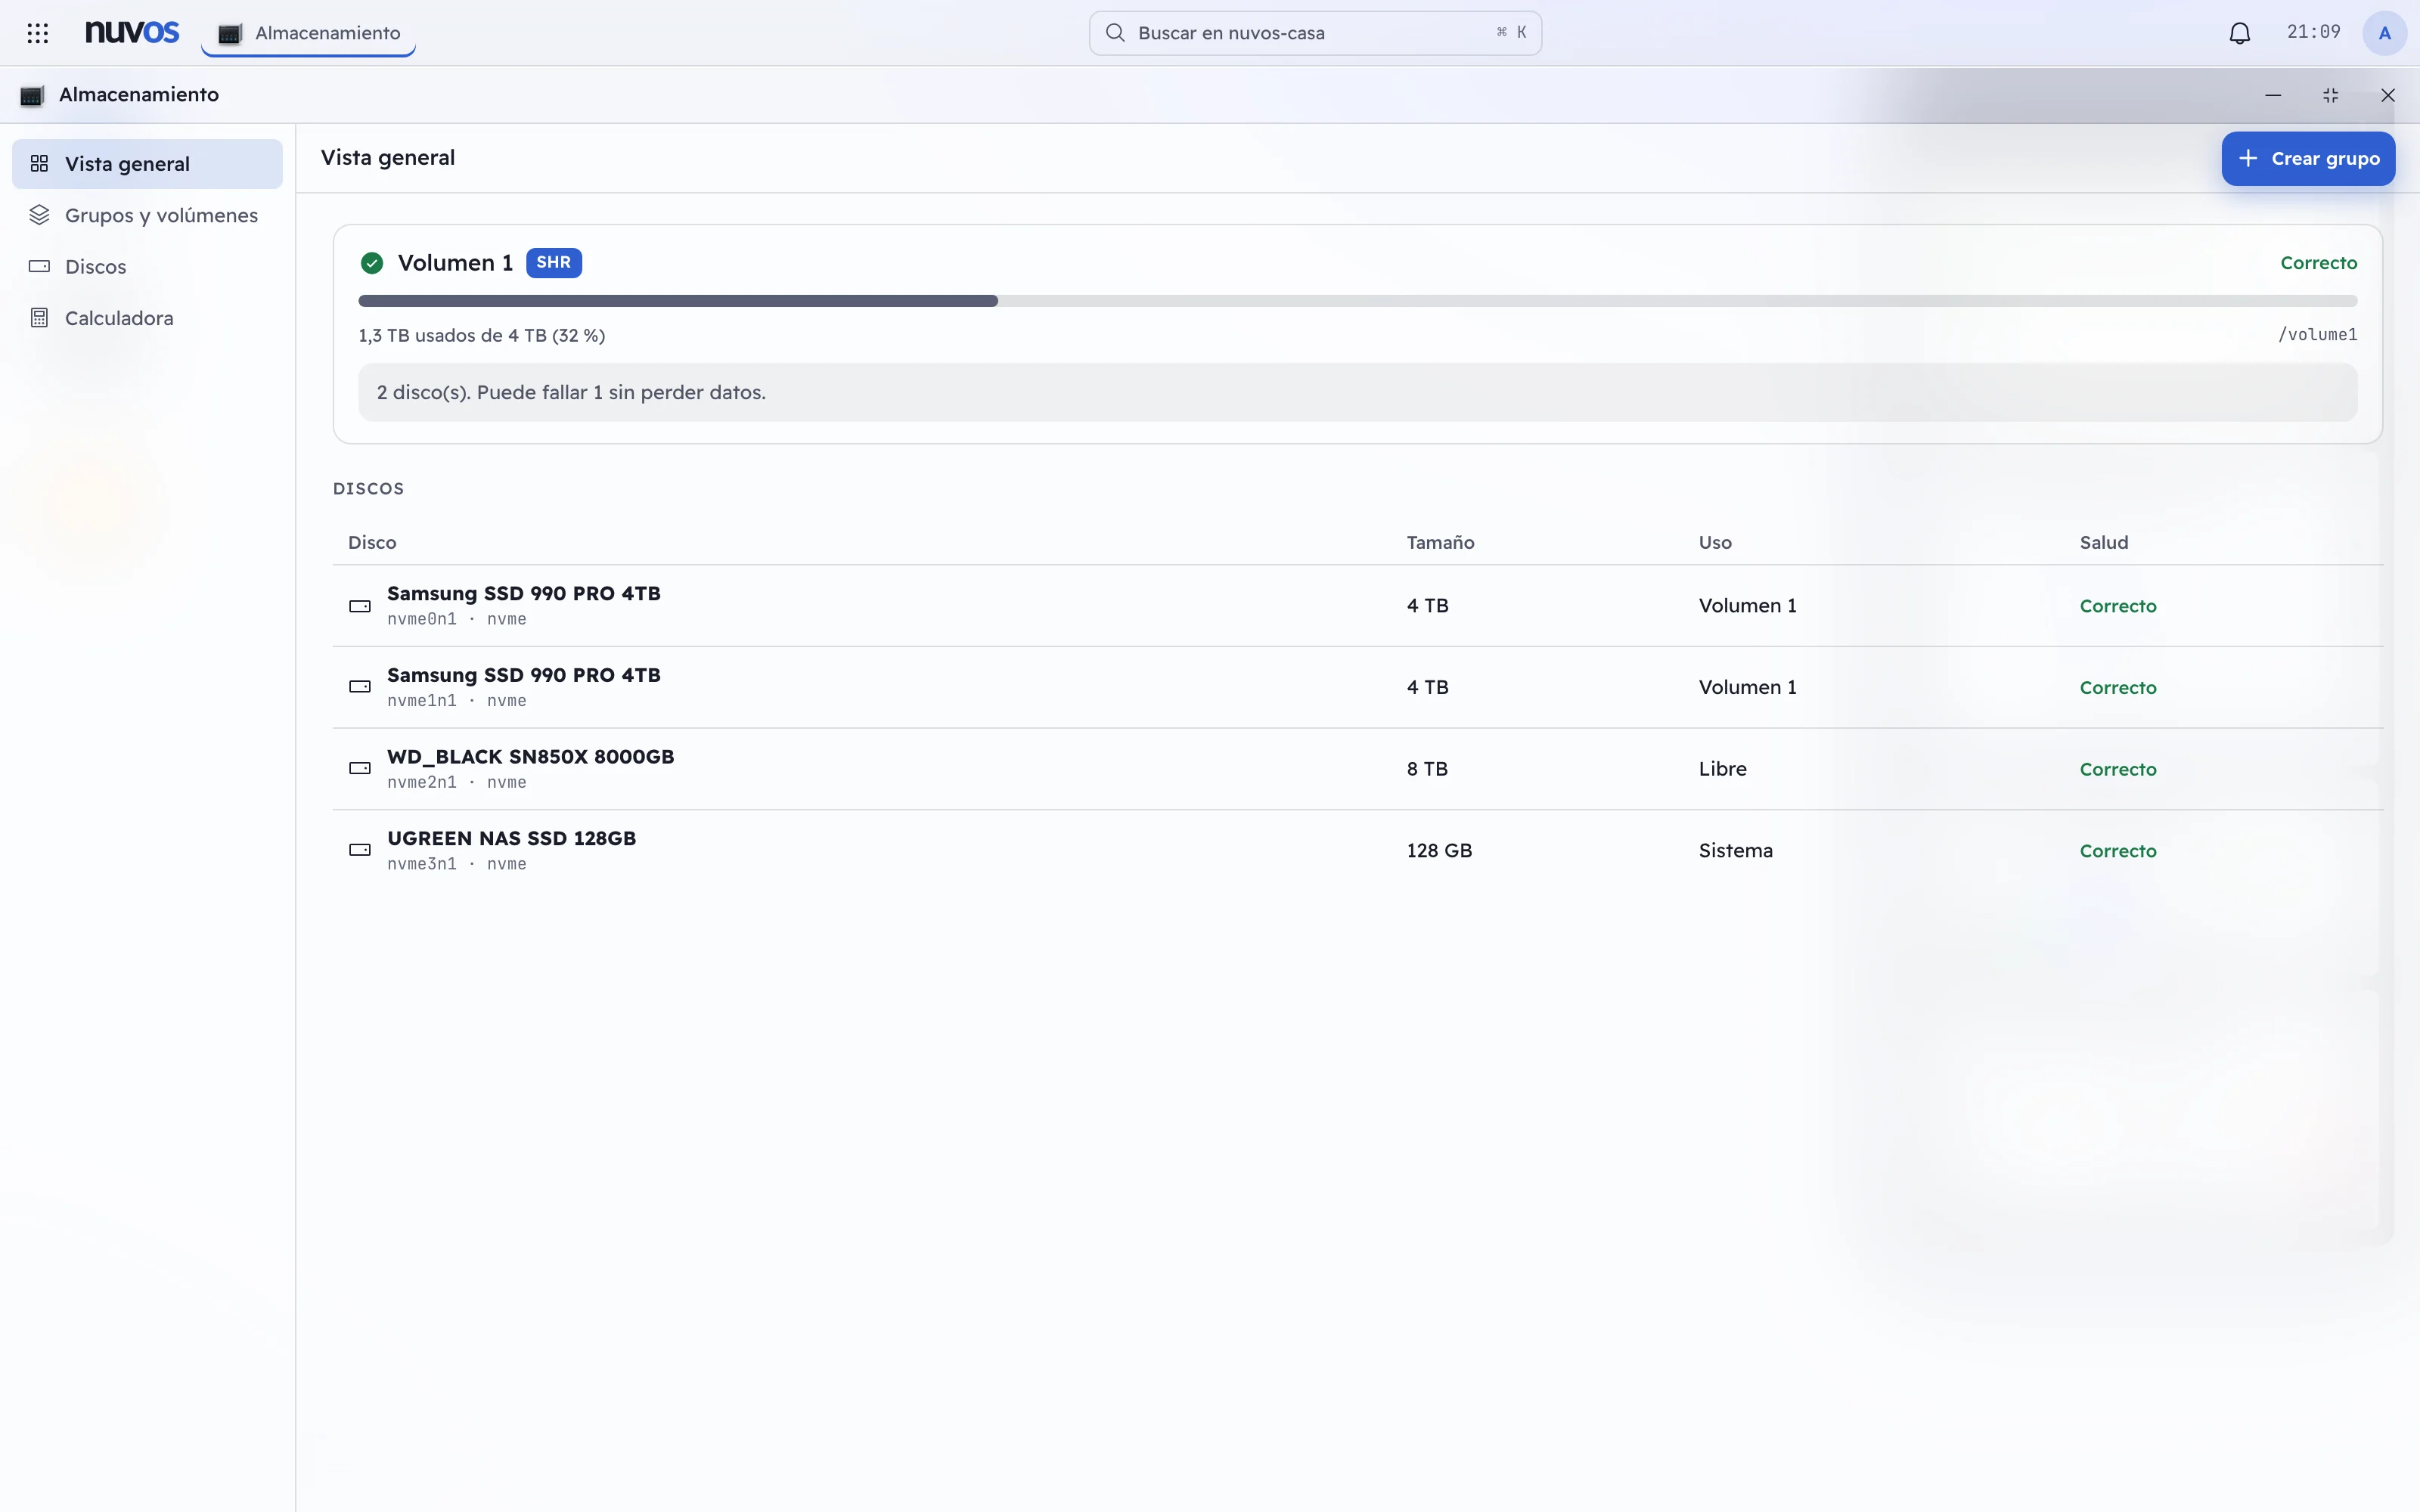 nuvos
Almacenamiento
Buscar en nuvos-casa
⌘ K
21:09
A
Almacenamiento
Vista general
Grupos y volúmenes
Discos
Calculadora
Vista general
Crear grupo
Volumen 1 SHR
Correcto
1,3 TB usados de 4 TB (32 %)
/volume1
2 disco(s). Puede fallar 1 sin perder datos.
DISCOS
Disco Tamaño Uso Salud
Samsung SSD 990 PRO 4TB
nvme0n1 · nvme
4 TB Volumen 1 Correcto
Samsung SSD 990 PRO 4TB
nvme1n1 · nvme
4 TB Volumen 1 Correcto
WD_BLACK SN850X 8000GB
nvme2n1 · nvme
8 TB Libre Correcto
UGREEN NAS SSD 128GB
nvme3n1 · nvme
128 GB Sistema Correcto